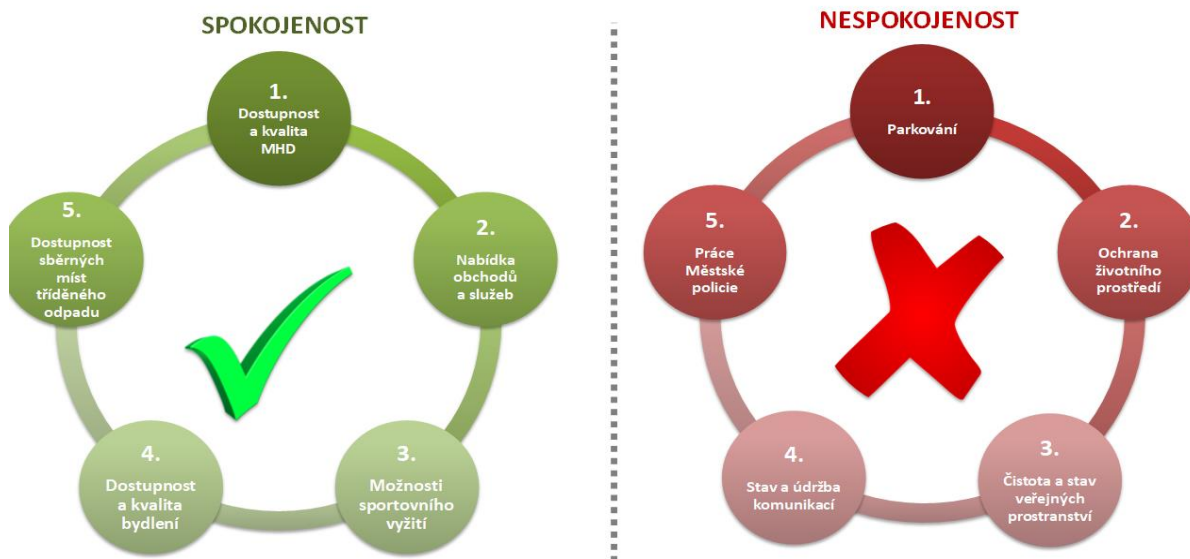 SPOKOJENOST
1.
Dostupnost
a kvalita
MHD
2.
Nabídka
obchodů
a služeb
3.
Možnosti
sportovního
vyžití
4.
Dostupnost
a kvalita
bydlení
5.
Dostupnost
sběrných
míst
tříděného
odpadu
NESPOKOJENOST
1.
Parkování
2.
Ochrana
životního
prostředí
3.
Čistota a stav
veřejných
prostranství
4.
Stav a údržba
komunikací
5.
Práce
Městské
policie